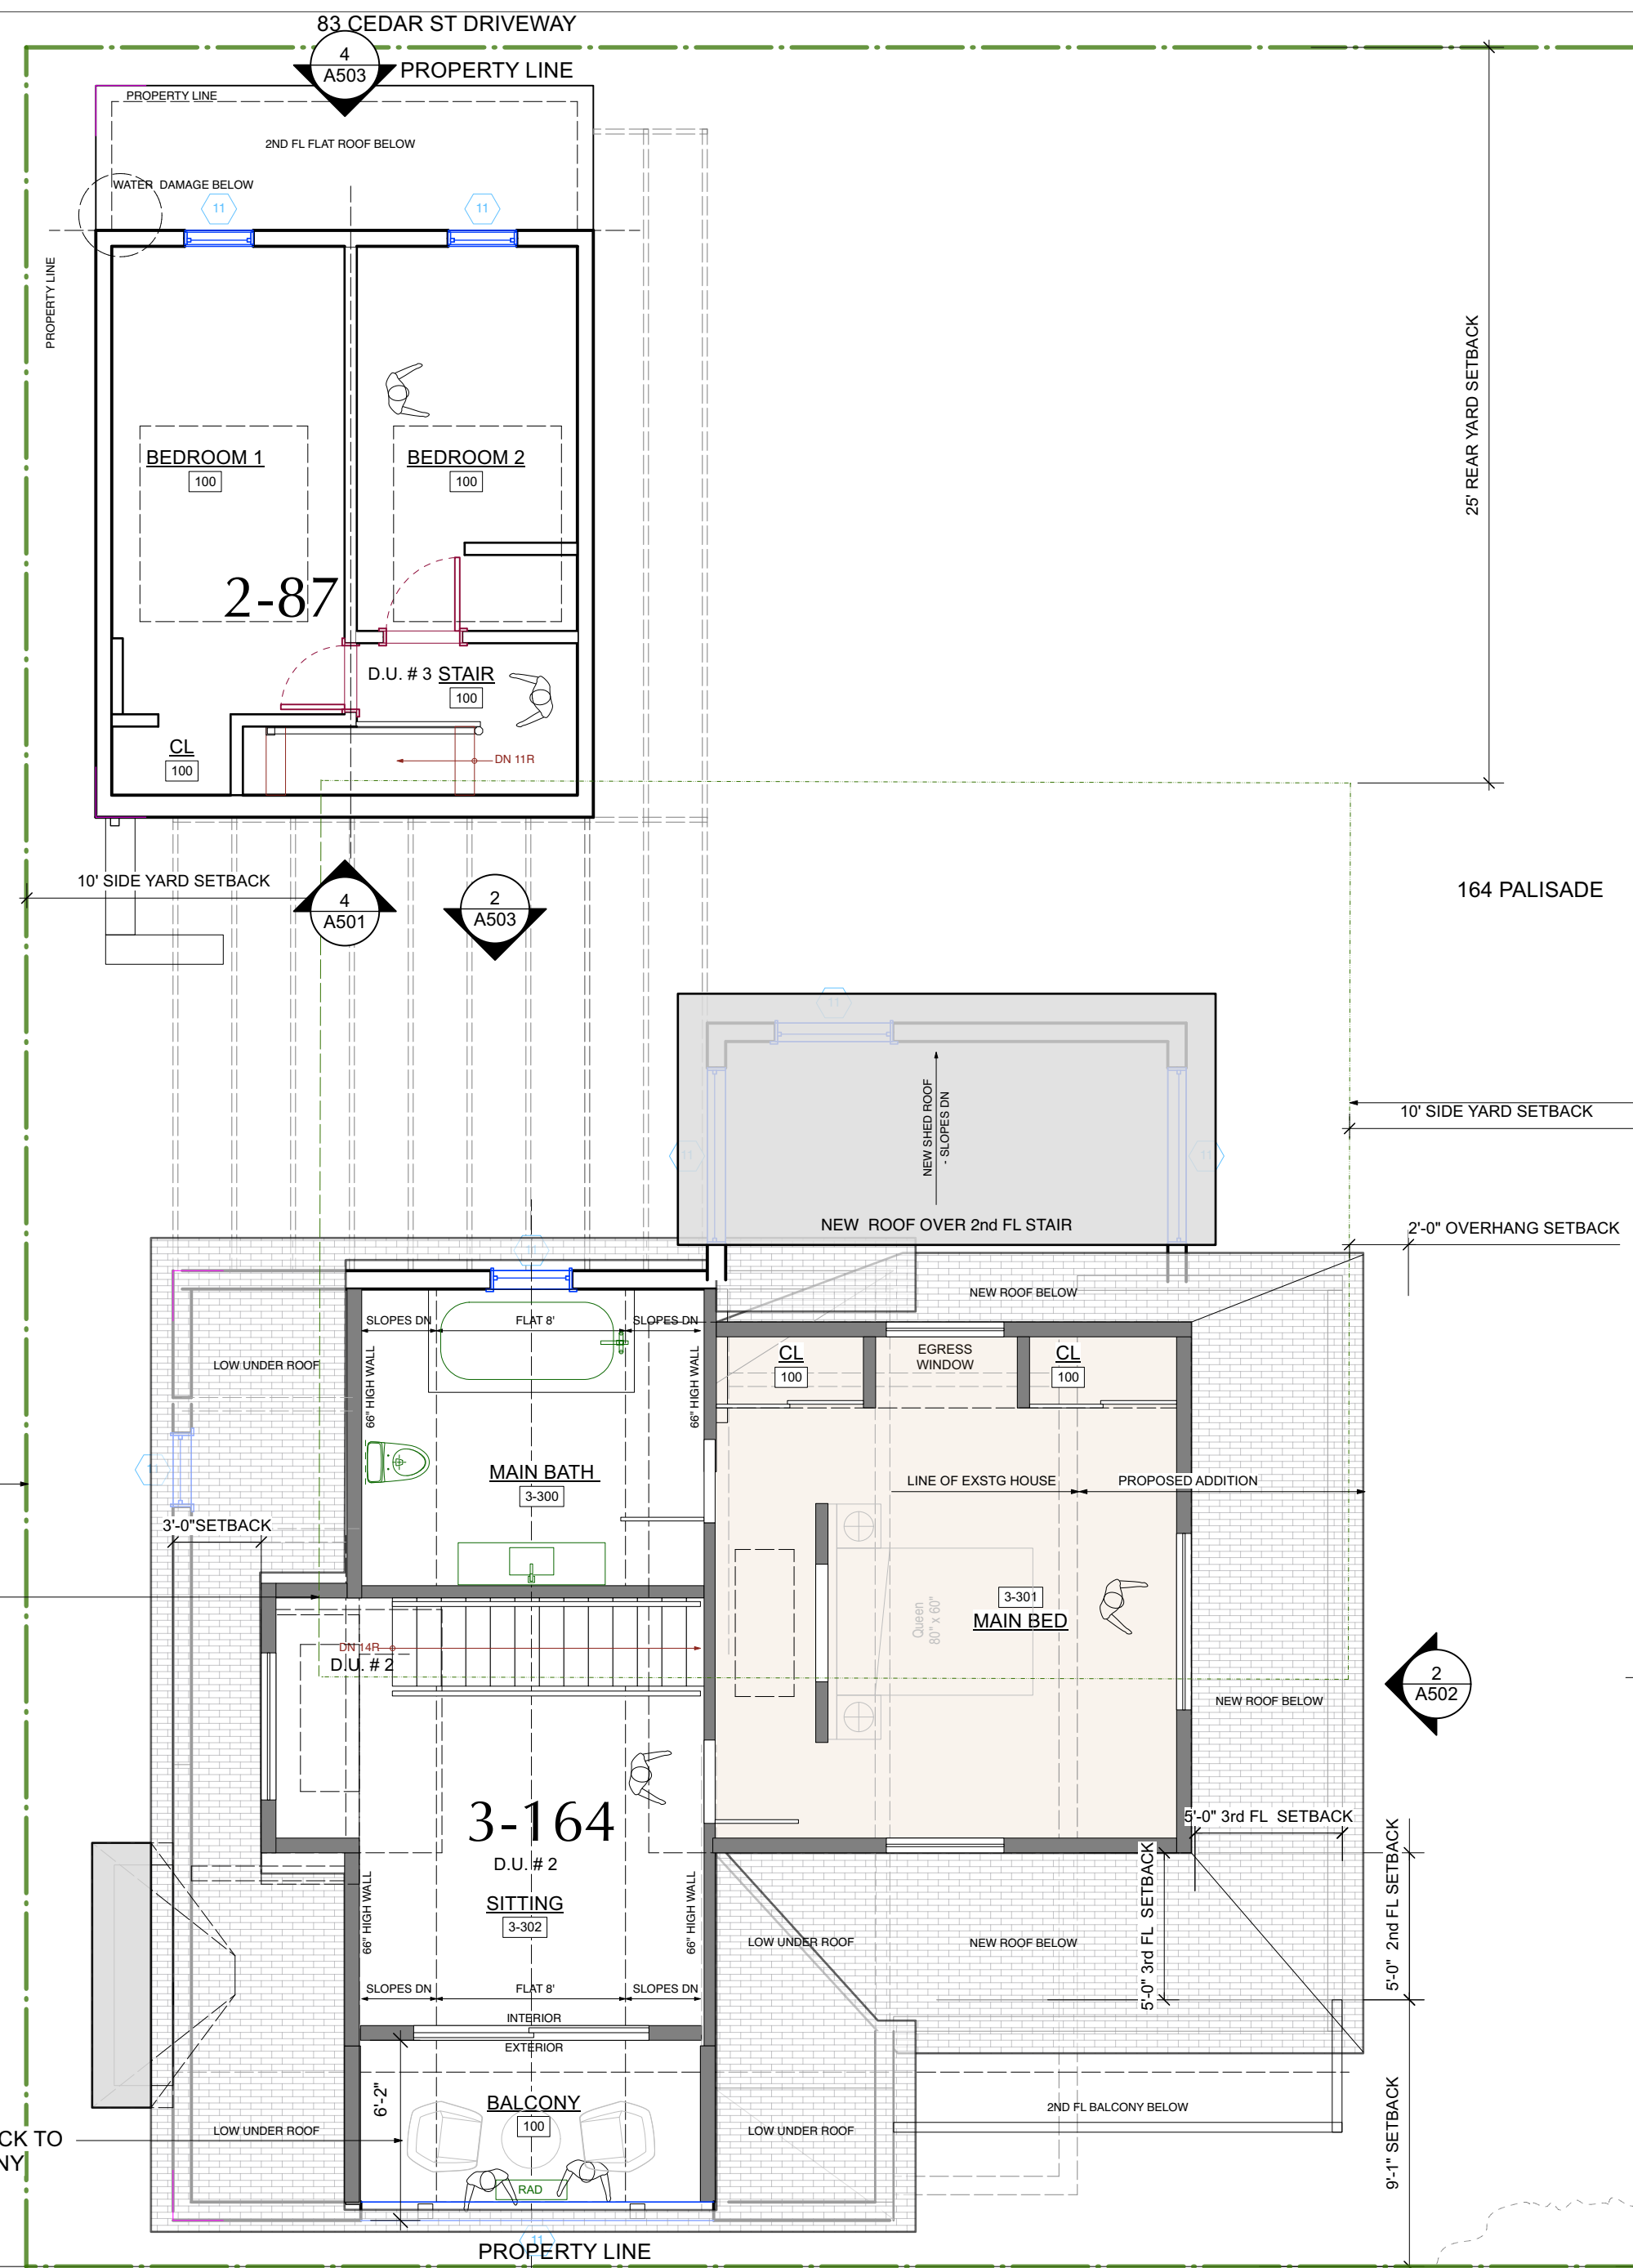 83 CEDAR ST DRIVEWAY
4
A503
PROPERTY LINE
PROPERTY LINE
2ND FL FLAT ROOF BELOW
WATER DAMAGE BELOW
11
11
PROPERTY LINE
25' REAR YARD SETBACK
BEDROOM 1
100
BEDROOM 2
100
2-87
D.U. # 3 STAIR
100
CL
100
DN 11R
10' SIDE YARD SETBACK
4
A501
2
A503
164 PALISADE
11
NEW SHED ROOF
- SLOPES DN
10' SIDE YARD SETBACK
11
11
NEW ROOF OVER 2nd FL STAIR
2'-0" OVERHANG SETBACK
11
NEW ROOF BELOW
SLOPES DN
FLAT 8'
SLOPES DN
LOW UNDER ROOF
66" HIGH WALL
66" HIGH WALL
CL
100
EGRESS
WINDOW
CL
100
11
MAIN BATH
3-300
LINE OF EXSTG HOUSE
PROPOSED ADDITION
3'-0"SETBACK
Queen
80" x 60"
3-301
MAIN BED
DN 14R
D.U. # 2
2
A502
NEW ROOF BELOW
3-164
D.U. # 2
5'-0" 3rd FL SETBACK
SITTING
3-302
66" HIGH WALL
66" HIGH WALL
LOW UNDER ROOF
NEW ROOF BELOW
5'-0" 3rd FL SETBACK
5'-0" 2nd FL SETBACK
SLOPES DN
FLAT 8'
SLOPES DN
INTERIOR
EXTERIOR
6'-2"
BALCONY
100
2ND FL BALCONY BELOW
LOW UNDER ROOF
LOW UNDER ROOF
CK TO
NY
9'-1" SETBACK
RAD
11
PROPERTY LINE